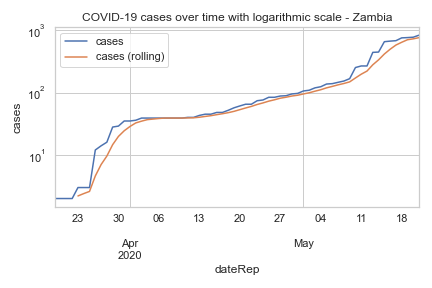 COVID-19 cases over time with logarithmic scale - Zambia
cases
cases (rolling)
10³
10²
10¹
cases
23 30 06 13 20 27 04 11 18
Apr May
2020
dateRep